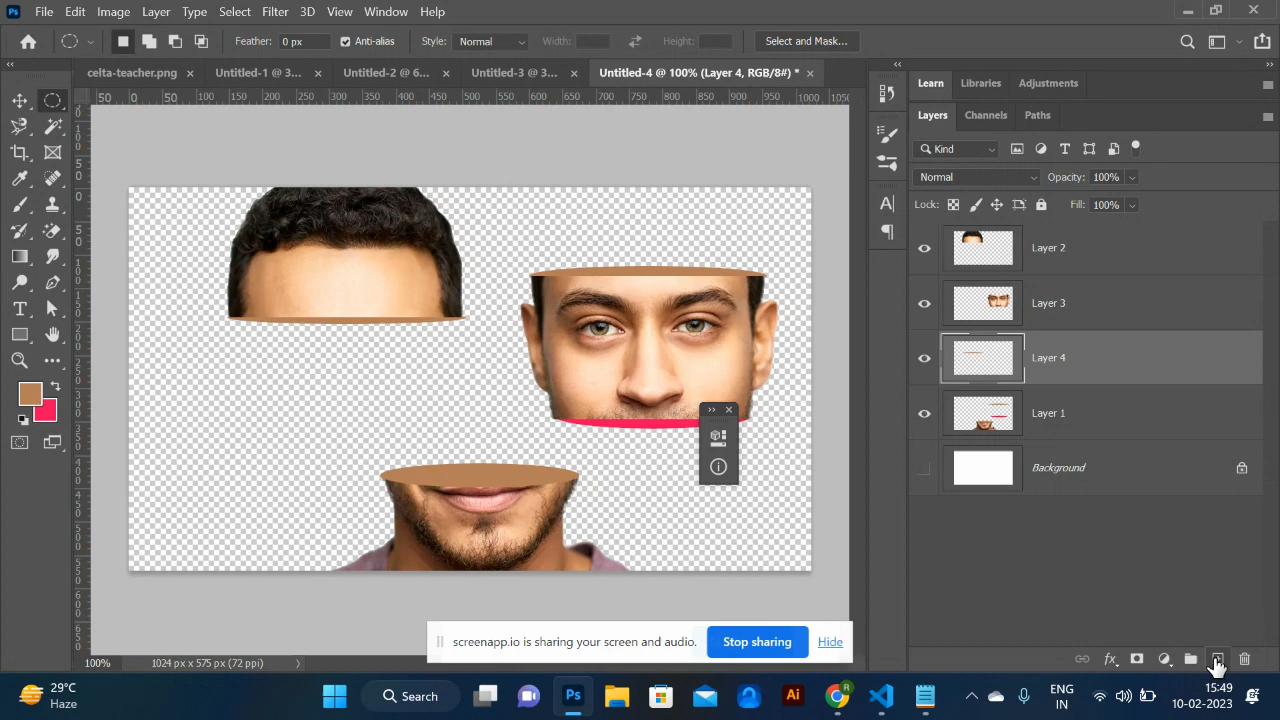 Ps File Edit Image Layer Type Select Filter 3D View Window Help
Feather: 0 px Anti-alias Style: Normal Width: Height: Select and Mask...
celta-teacher.png Untitled-1 @ 3... Untitled-2 @ 6... Untitled-3 @ 3... Untitled-4 @ 100% (Layer 4, RGB/8#) *
50 0 50 100 150 200 250 300 350 400 450 500 550 600 650 700 750 800 850 900 950 1000 1050
Learn Libraries Adjustments
Layers Channels Paths
Kind
Normal Opacity: 100%
Lock: Fill: 100%
Layer 2
Layer 3
Layer 4
Layer 1
Background
screenapp.io is sharing your screen and audio. Stop sharing Hide
100% 1024 px x 575 px (72 ppi)
fx
29°C
Haze
Search
Ps
Ai
R
ENG
IN
15:49
10-02-2023